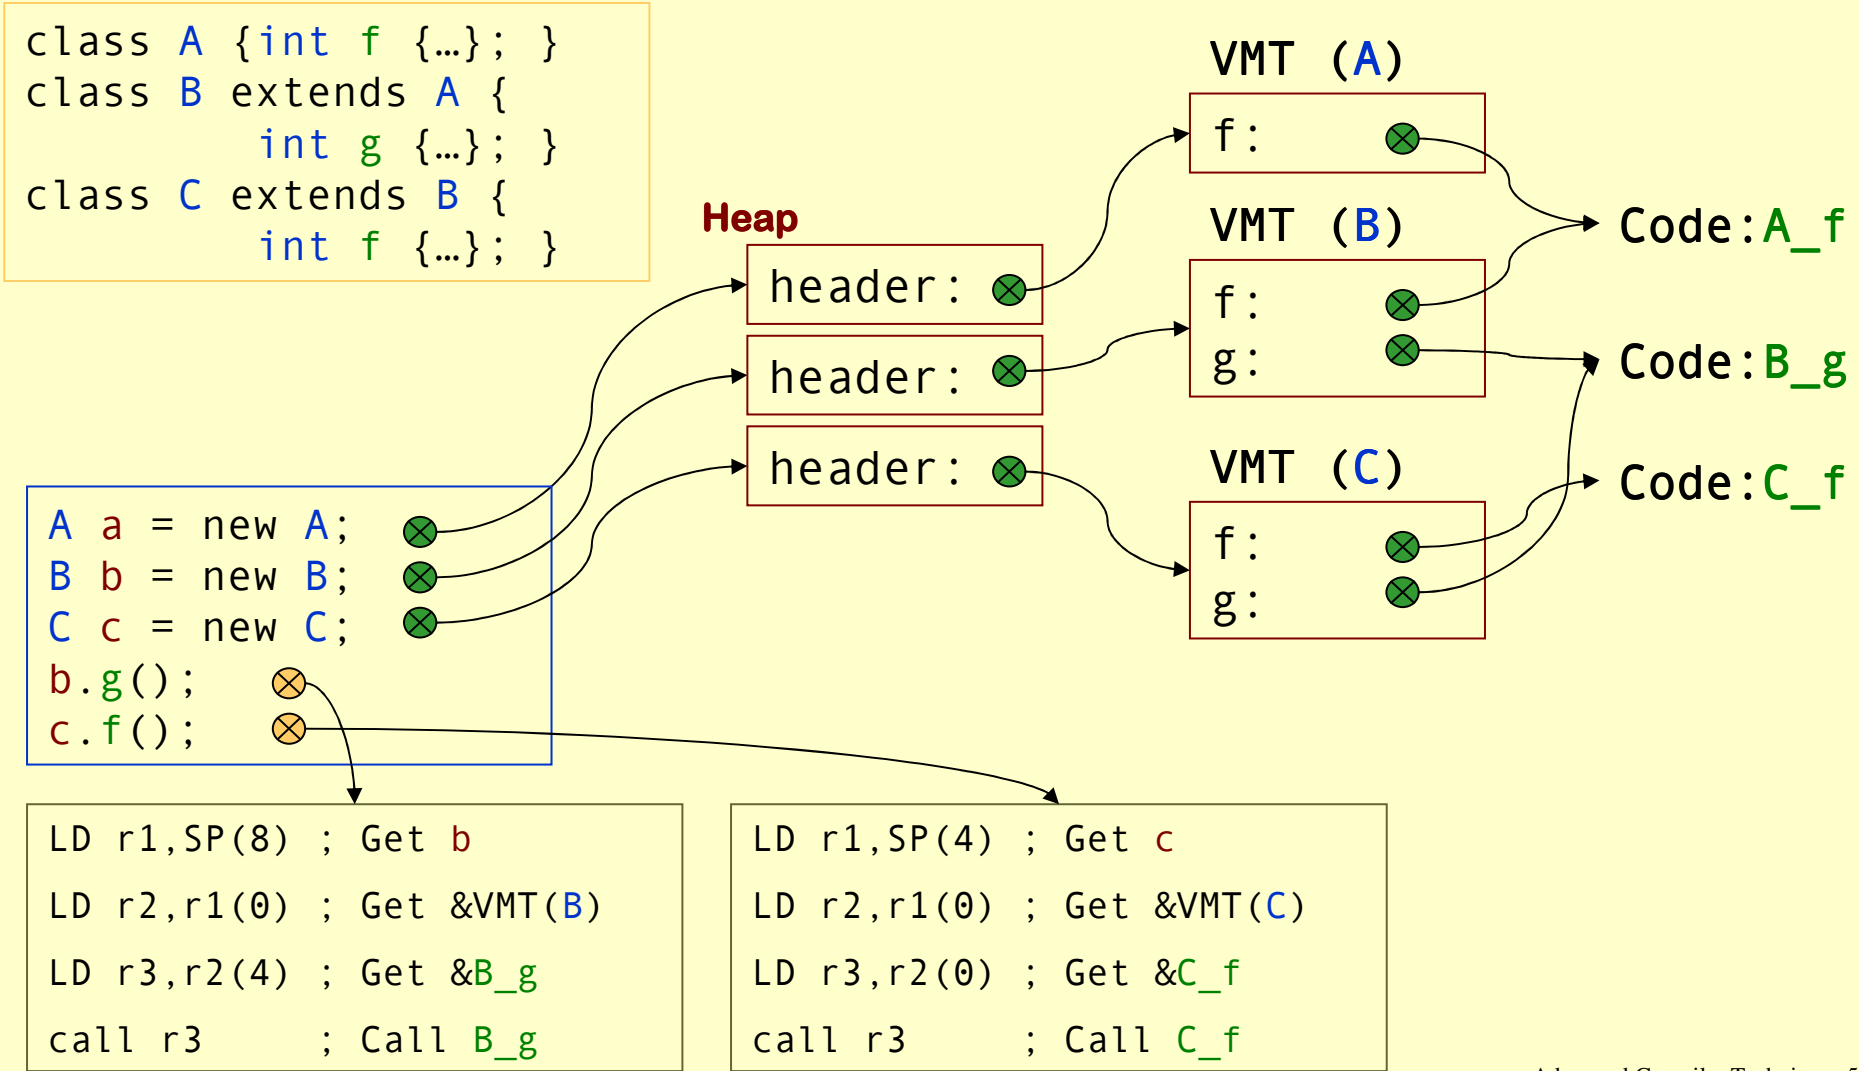 class A {int f {…}; }
class B extends A {
int g {…}; }
class C extends B {
int f {…}; }
Heap
header:
header:
header:
VMT (A)
f:
VMT (B)
f:
g:
VMT (C)
f:
g:
Code:A_f
Code:B_g
Code:C_f
A a = new A;
B b = new B;
C c = new C;
b.g();
c.f();
LD r1,SP(8) ; Get b
LD r2,r1(0) ; Get &VMT(B)
LD r3,r2(4) ; Get &B_g
call r3 ; Call B_g
LD r1,SP(4) ; Get c
LD r2,r1(0) ; Get &VMT(C)
LD r3,r2(0) ; Get &C_f
call r3 ; Call C_f